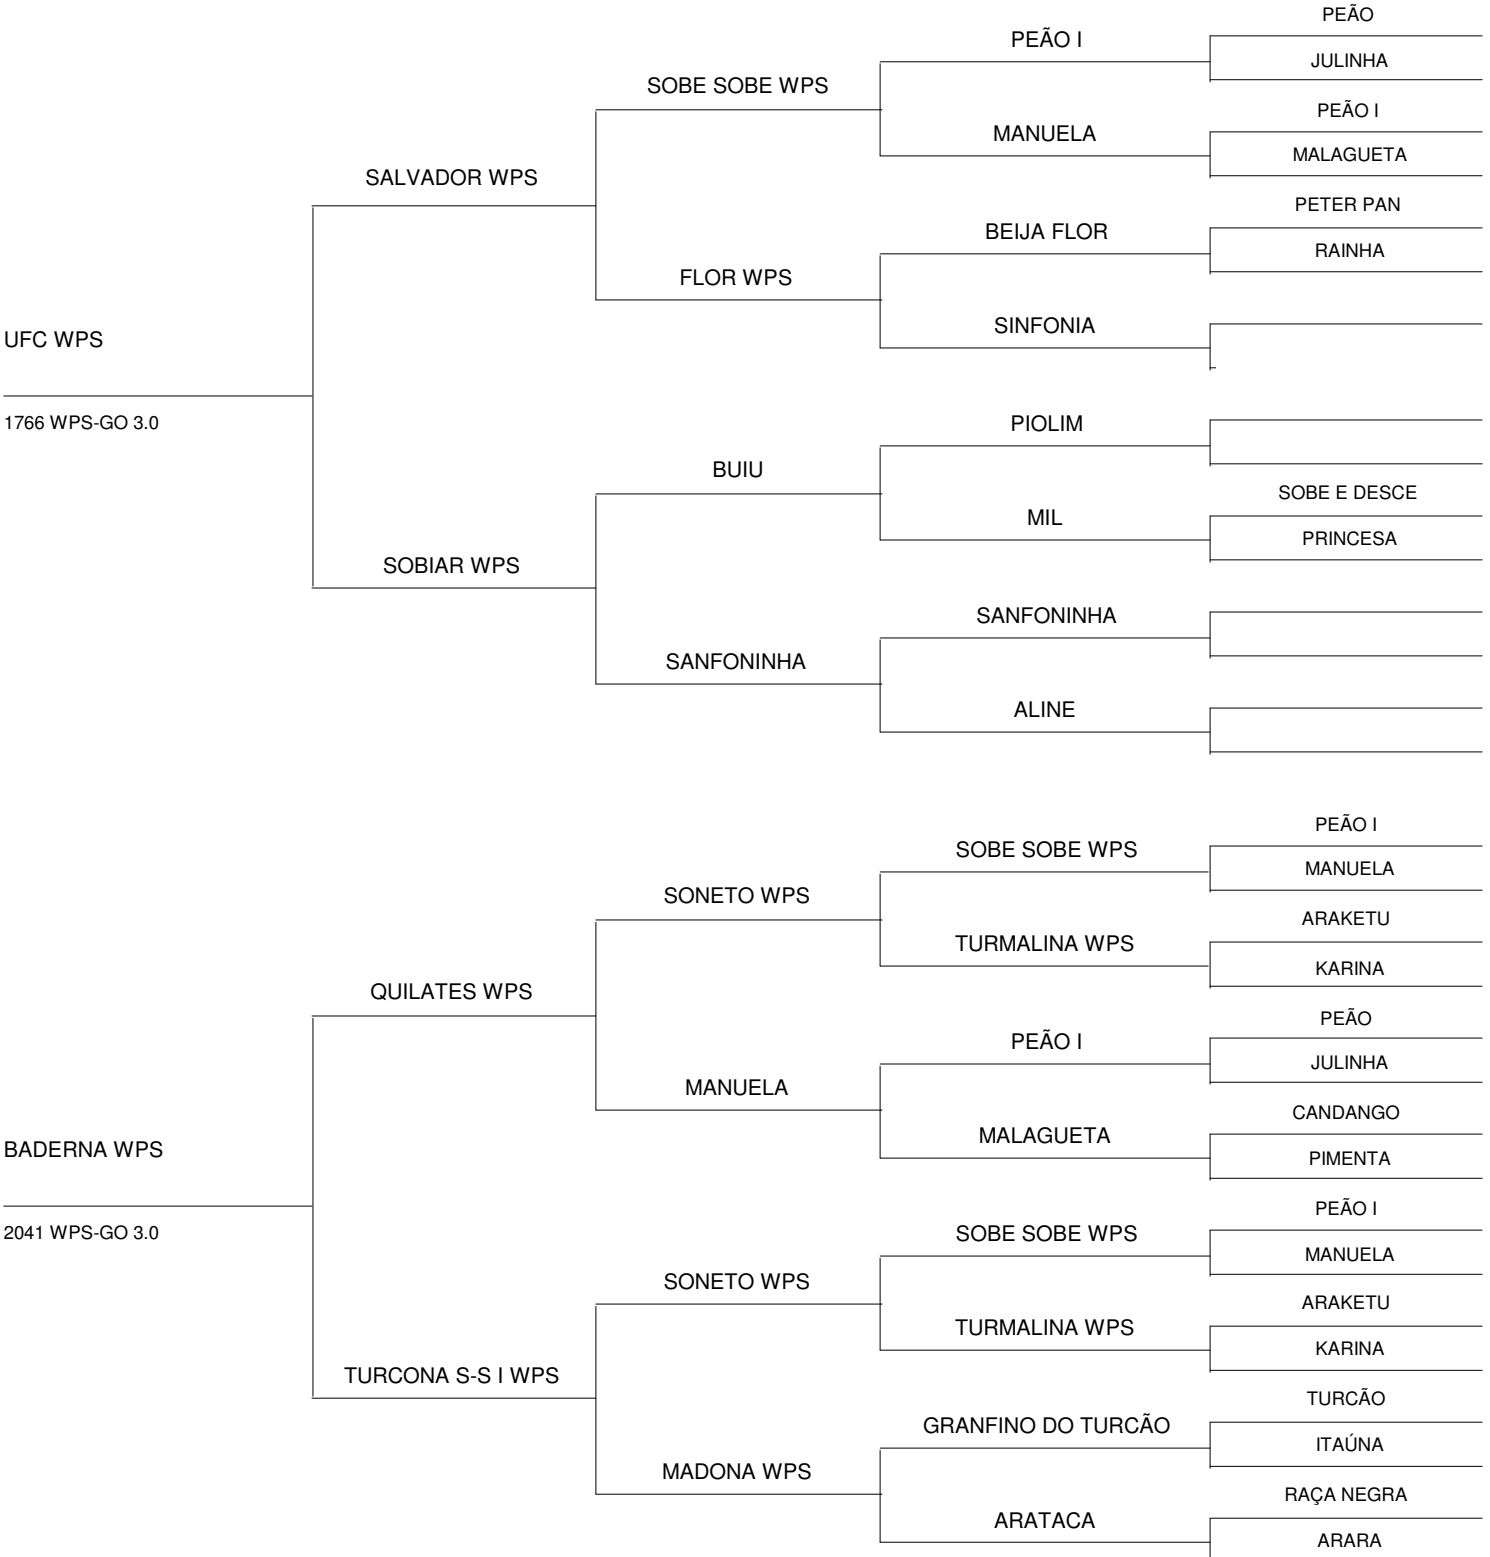 PEÃO
PEÃO I
JULINHA
SOBE SOBE WPS
PEÃO I
MANUELA
MALAGUETA
SALVADOR WPS
PETER PAN
BEIJA FLOR
RAINHA
FLOR WPS
SINFONIA
UFC WPS
1766 WPS-GO 3.0
PIOLIM
BUIU
SOBE E DESCE
MIL
PRINCESA
SOBIAR WPS
SANFONINHA
SANFONINHA
ALINE
PEÃO I
SOBE SOBE WPS
MANUELA
SONETO WPS
ARAKETU
TURMALINA WPS
KARINA
QUILATES WPS
PEÃO
PEÃO I
JULINHA
MANUELA
CANDANGO
MALAGUETA
PIMENTA
BADERNA WPS
2041 WPS-GO 3.0
PEÃO I
SOBE SOBE WPS
MANUELA
SONETO WPS
ARAKETU
TURMALINA WPS
KARINA
TURCONA S-S I WPS
TURCÃO
GRANFINO DO TURCÃO
ITAÚNA
MADONA WPS
RAÇA NEGRA
ARATACA
ARARA